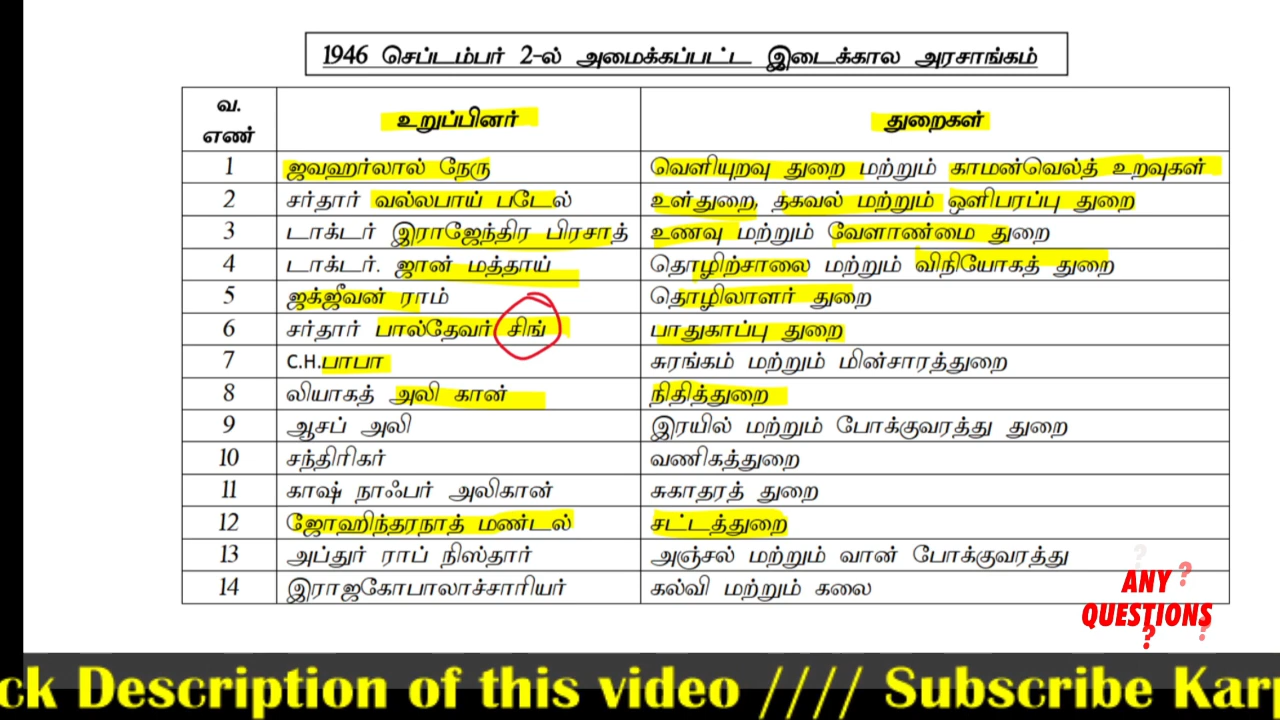 1946 செப்டம்பர் 2-ல் அமைக்கப்பட்ட இடைக்கால அரசாங்கம்
வ. எண் உறுப்பினர் துறைகள்
1 ஜவஹர்லால் நேரு வெளியுறவு துறை மற்றும் காமன்வெல்த் உறவுகள்
2 சர்தார் வல்லபாய் படேல் உள்துறை, தகவல் மற்றும் ஒளிபரப்பு துறை
3 டாக்டர் இராஜேந்திர பிரசாத் உணவு மற்றும் வேளாண்மை துறை
4 டாக்டர். ஜான் மத்தாய் தொழிற்சாலை மற்றும் விநியோகத் துறை
5 ஜக்ஜீவன் ராம் தொழிலாளர் துறை
6 சர்தார் பால்தேவர் சிங் பாதுகாப்பு துறை
7 C.H.பாபா சுரங்கம் மற்றும் மின்சாரத்துறை
8 லியாகத் அலி கான் நிதித்துறை
9 ஆசப் அலி இரயில் மற்றும் போக்குவரத்து துறை
10 சந்திரிகர் வணிகத்துறை
11 காஷ் நாஃபர் அலிகான் சுகாதரத் துறை
12 ஜோஹிந்தரநாத் மண்டல் சட்டத்துறை
13 அப்துர் ராப் நிஸ்தார் அஞ்சல் மற்றும் வான் போக்குவரத்து
14 இராஜகோபாலாச்சாரியர் கல்வி மற்றும் கலை
ANY ?
QUESTIONS
?
ck Description of this video //// Subscribe Karp